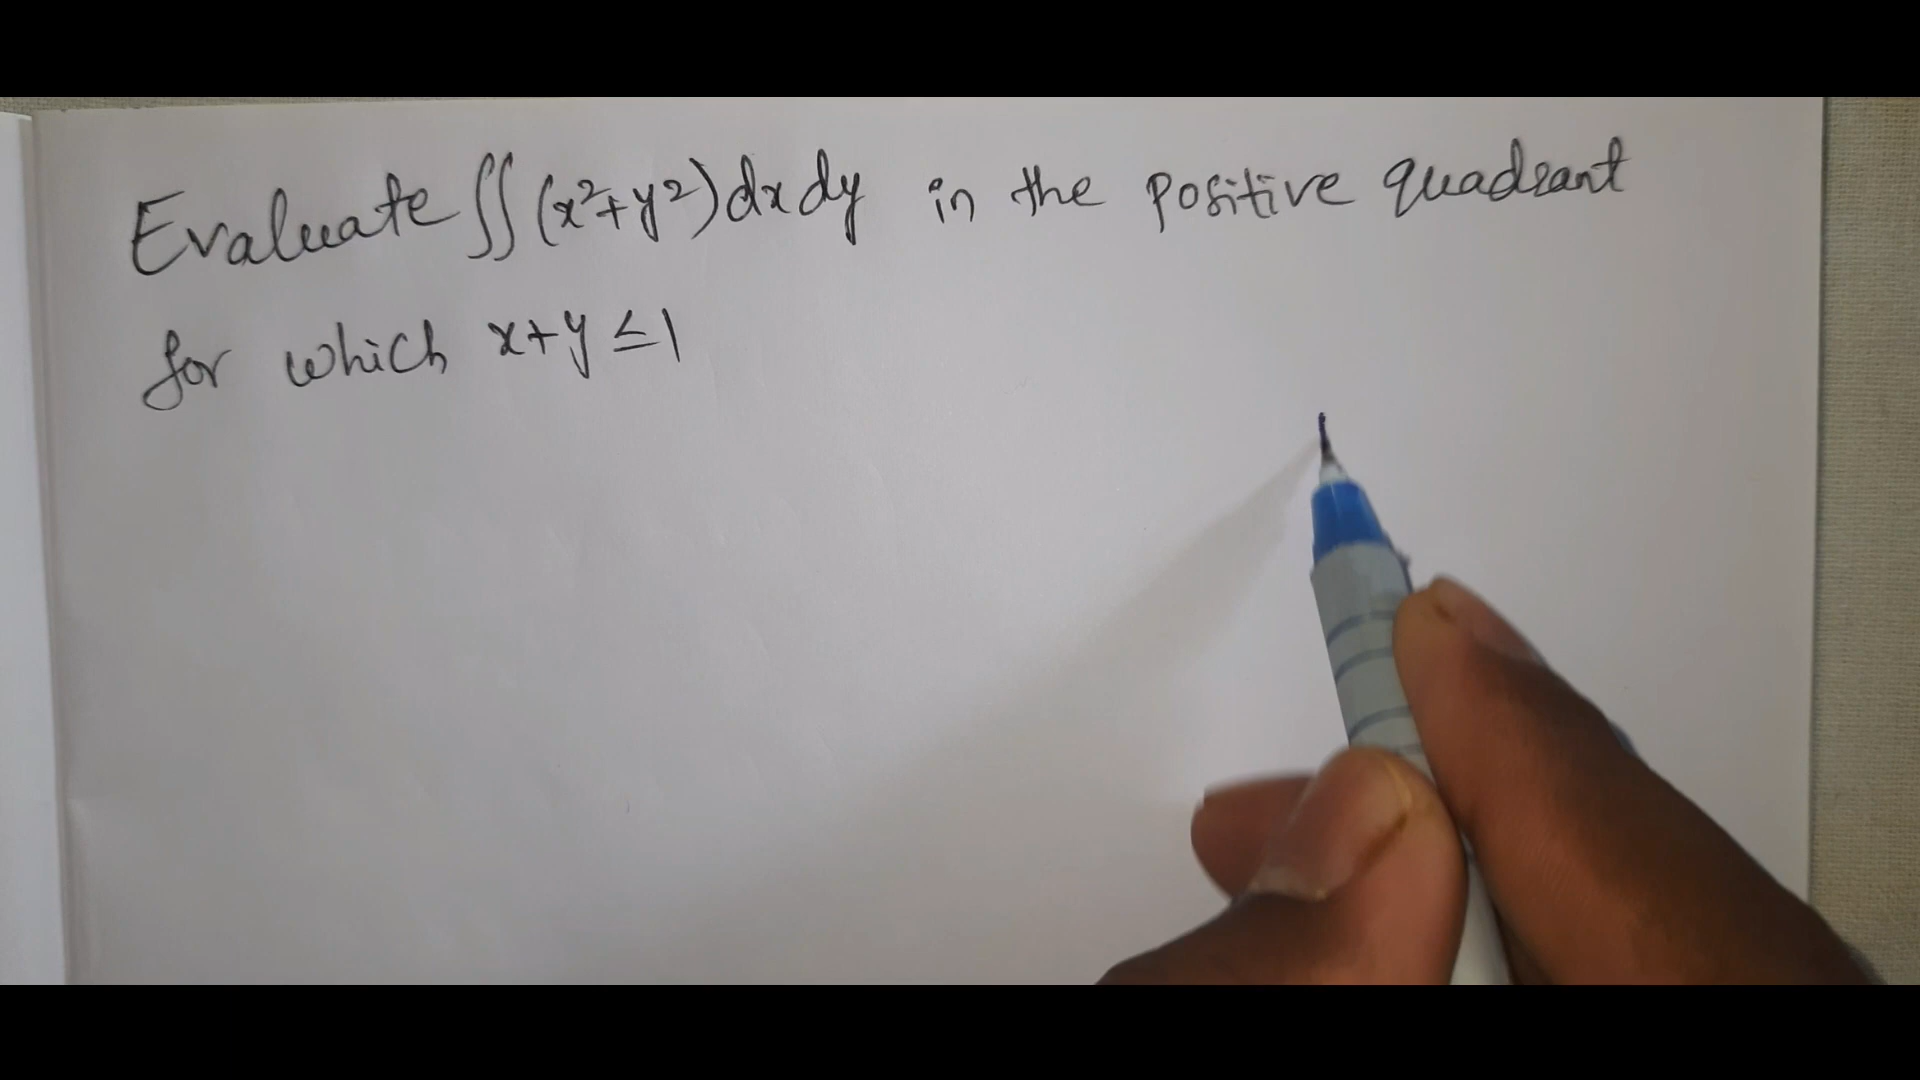 Evaluate ∬(x²+y²)dxdy in the positive quadrant
for which x+y ≤ 1